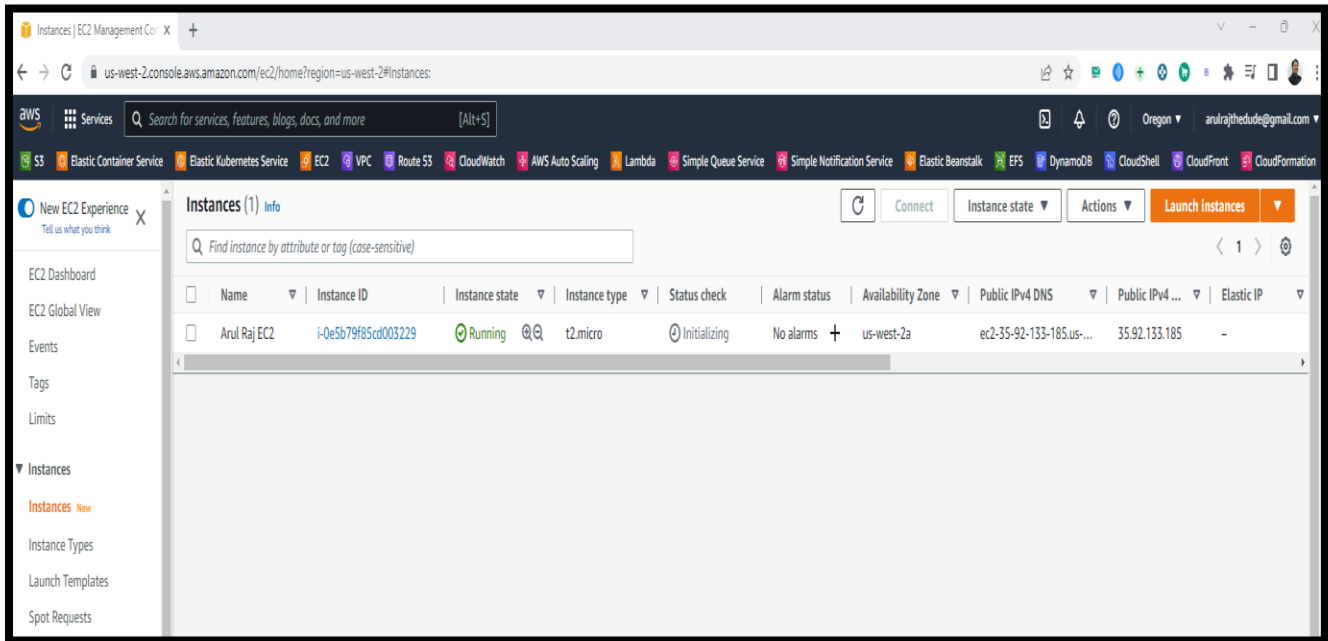 Instances | EC2 Management Cor X +
us-west-2.console.aws.amazon.com/ec2/home?region=us-west-2#Instances:
aws Services Search for services, features, blogs, docs, and more [Alt+S] Oregon ▼ arulrajthedude@gmail.com ▼
S3 Elastic Container Service Elastic Kubernetes Service EC2 VPC Route 53 CloudWatch AWS Auto Scaling Lambda Simple Queue Service Simple Notification Service Elastic Beanstalk EFS DynamoDB CloudShell CloudFront CloudFormation
New EC2 Experience X
Tell us what you think
Instances (1) Info Connect Instance state ▼ Actions ▼ Launch instances ▼
Find instance by attribute or tag (case-sensitive) < 1 >
EC2 Dashboard
EC2 Global View
Events
Tags
Limits
▼ Instances
Instances New
Instance Types
Launch Templates
Spot Requests
Name Instance ID Instance state Instance type Status check Alarm status Availability Zone Public IPv4 DNS Public IPv4 ... Elastic IP
Arul Raj EC2 i-0e5b79f85cd003229 Running t2.micro Initializing No alarms + us-west-2a ec2-35-92-133-185.us-... 35.92.133.185 –